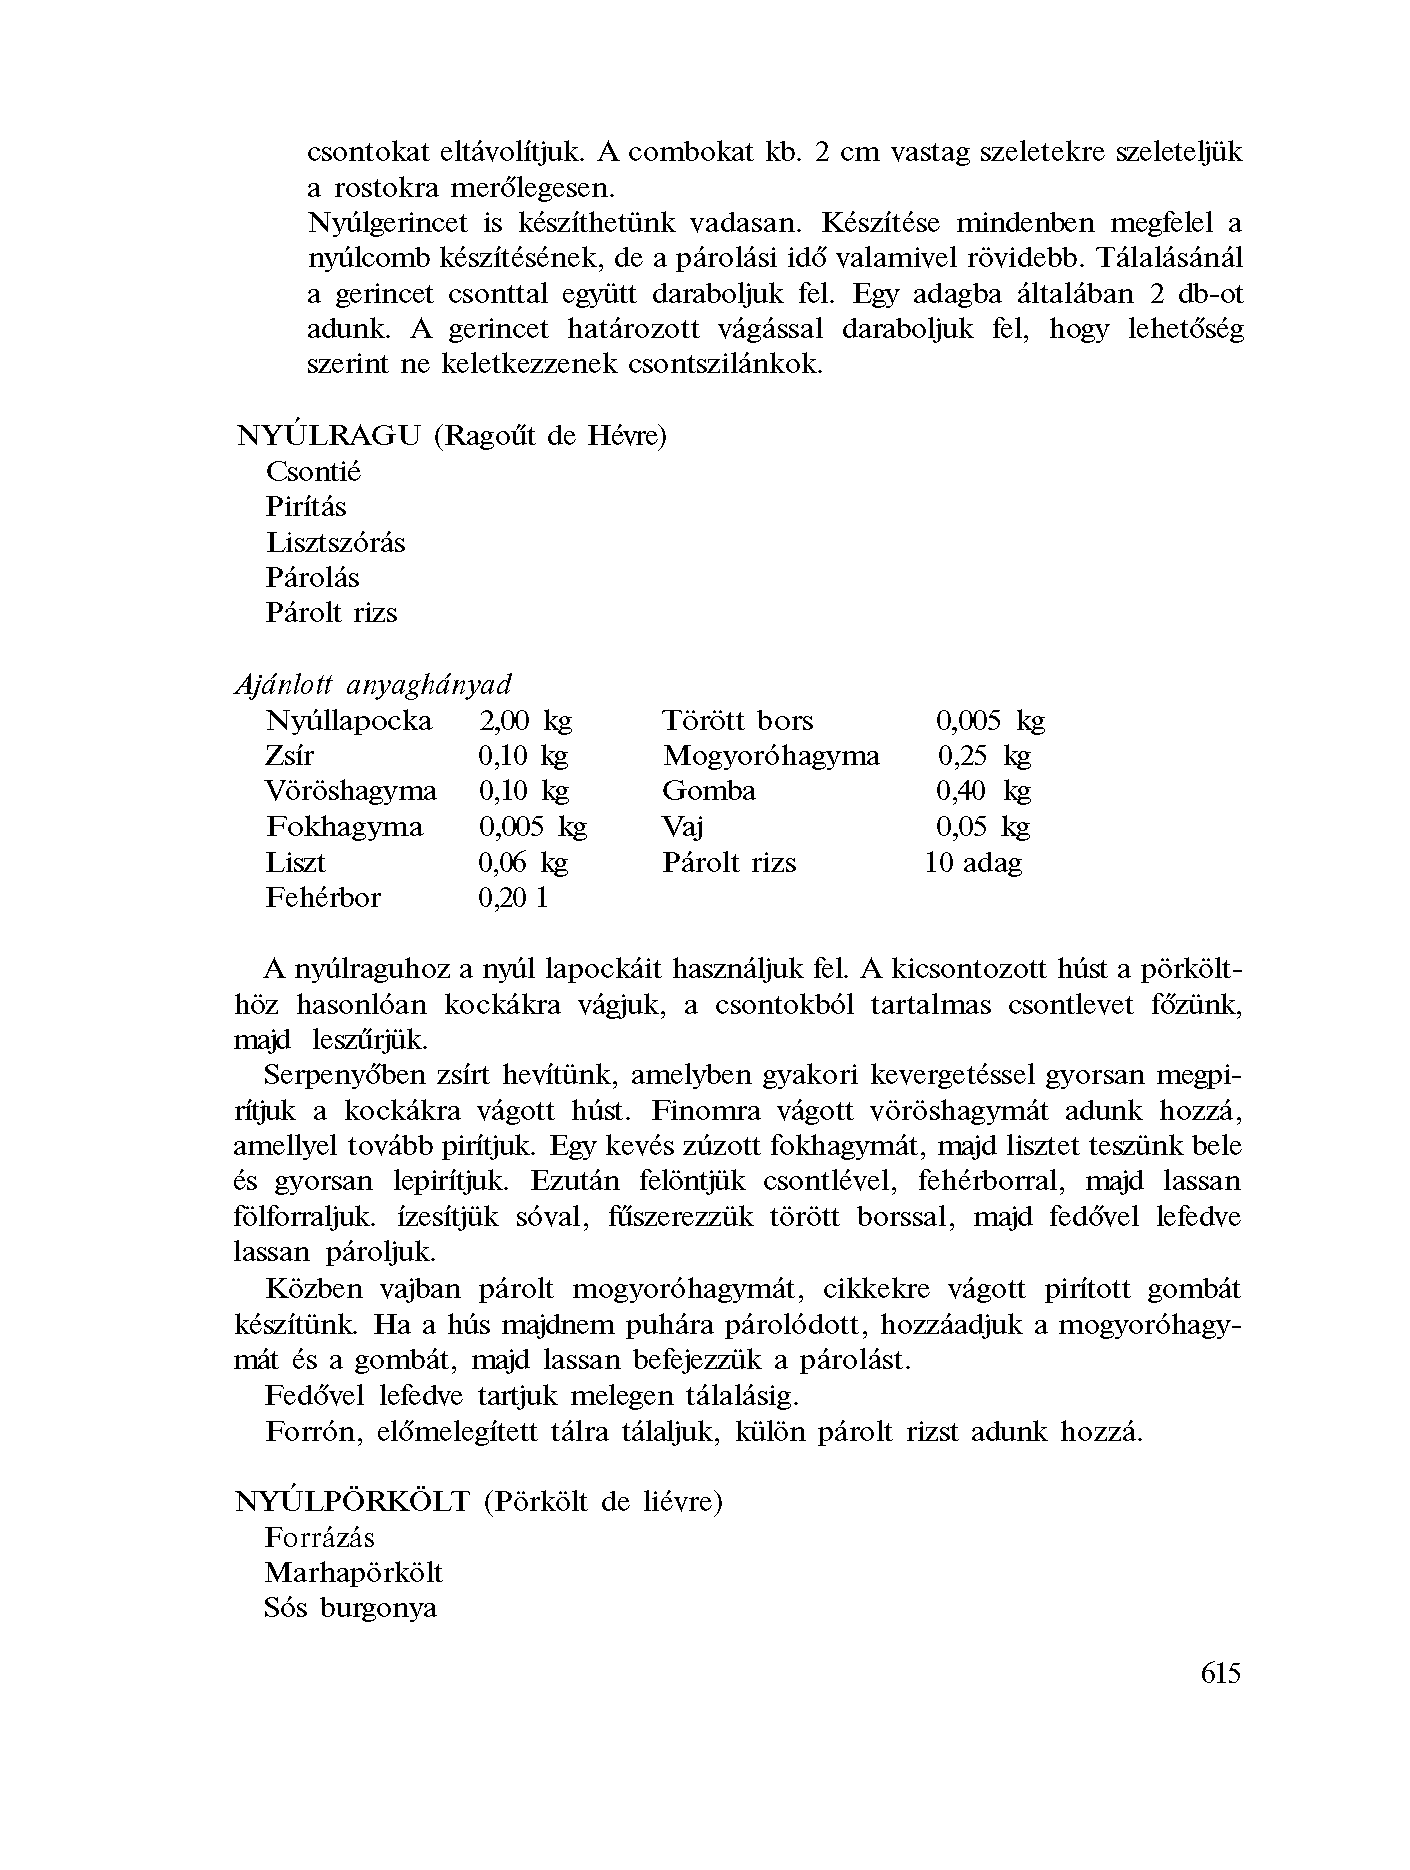 csontokat eltávolítjuk. A combokat kb. 2 cm vastag szeletekre szeleteljük
a rostokra merőlegesen.
Nyúlgerincet is készíthetünk vadasan. Készítése mindenben megfelel a
nyúlcomb készítésének, de a párolási idő valamivel rövidebb. Tálalásánál
a gerincet csonttal együtt daraboljuk fel. Egy adagba általában 2 db-ot
adunk. A gerincet határozott vágással daraboljuk fel, hogy lehetőség
szerint ne keletkezzenek csontszilánkok.
NYÚLRAGU (Ragoűt de Hévre)
Csontié
Pirítás
Lisztszórás
Párolás
Párolt rizs
Ajánlott anyaghányad
Nyúllapocka 2,00 kg Törött bors 0,005 kg
Zsír 0,10 kg Mogyoróhagyma 0,25 kg
Vöröshagyma 0,10 kg Gomba 0,40 kg
Fokhagyma 0,005 kg Vaj 0,05 kg
Liszt 0,06 kg Párolt rizs 10 adag
Fehérbor 0,20 1
A nyúlraguhoz a nyúl lapockáit használjuk fel. A kicsontozott húst a pörkölt-
höz hasonlóan kockákra vágjuk, a csontokból tartalmas csontlevet főzünk,
majd leszűrjük.
Serpenyőben zsírt hevítünk, amelyben gyakori kevergetéssel gyorsan megpi-
rítjuk a kockákra vágott húst. Finomra vágott vöröshagymát adunk hozzá,
amellyel tovább pirítjuk. Egy kevés zúzott fokhagymát, majd lisztet teszünk bele
és gyorsan lepirítjuk. Ezután felöntjük csontlével, fehérborral, majd lassan
fölforraljuk. ízesítjük sóval, fűszerezzük törött borssal, majd fedővel lefedve
lassan pároljuk.
Közben vajban párolt mogyoróhagymát, cikkekre vágott pirított gombát
készítünk. Ha a hús majdnem puhára párolódott, hozzáadjuk a mogyoróhagy-
mát és a gombát, majd lassan befejezzük a párolást.
Fedővel lefedve tartjuk melegen tálalásig.
Forrón, előmelegített tálra tálaljuk, külön párolt rizst adunk hozzá.
NYÚLPÖRKÖLT (Pörkölt de liévre)
Forrázás
Marhapörkölt
Sós burgonya
615